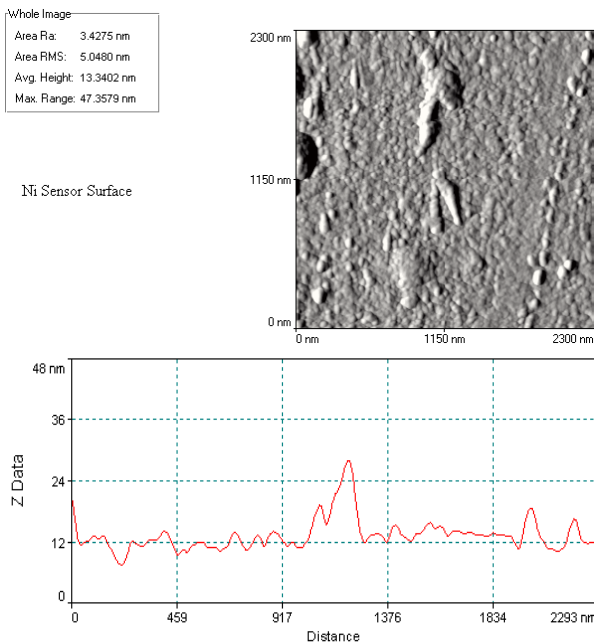 Whole Image
Area Ra: 3.4275 nm
Area RMS: 5.0480 nm
Avg. Height: 13.3402 nm
Max. Range: 47.3579 nm
Ni Sensor Surface
2300 nm
1150 nm
0 nm
0 nm 1150 nm 2300 nm
48 nm
36
24
12
0
Z Data
0 459 917 1376 1834 2293 nm
Distance